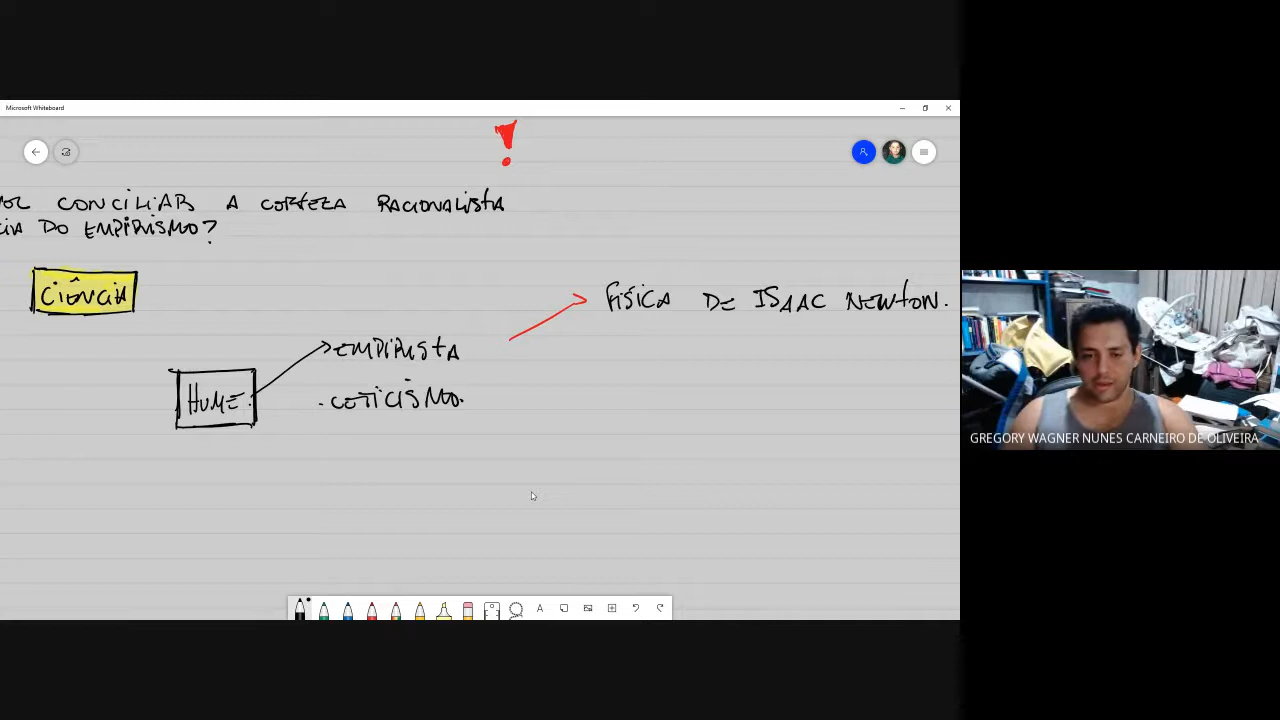 Microsoft Whiteboard
!
CONCILIAR A CERTEZA RACIONALISTA
DO EMPIRISMO?
CIÊNCIA
FÍSICA DE ISAAC NEWTON.
EMPIRISTA
HUME.
. CETICISMO.
GREGORY WAGNER NUNES CARNEIRO DE OLIVEIRA
A